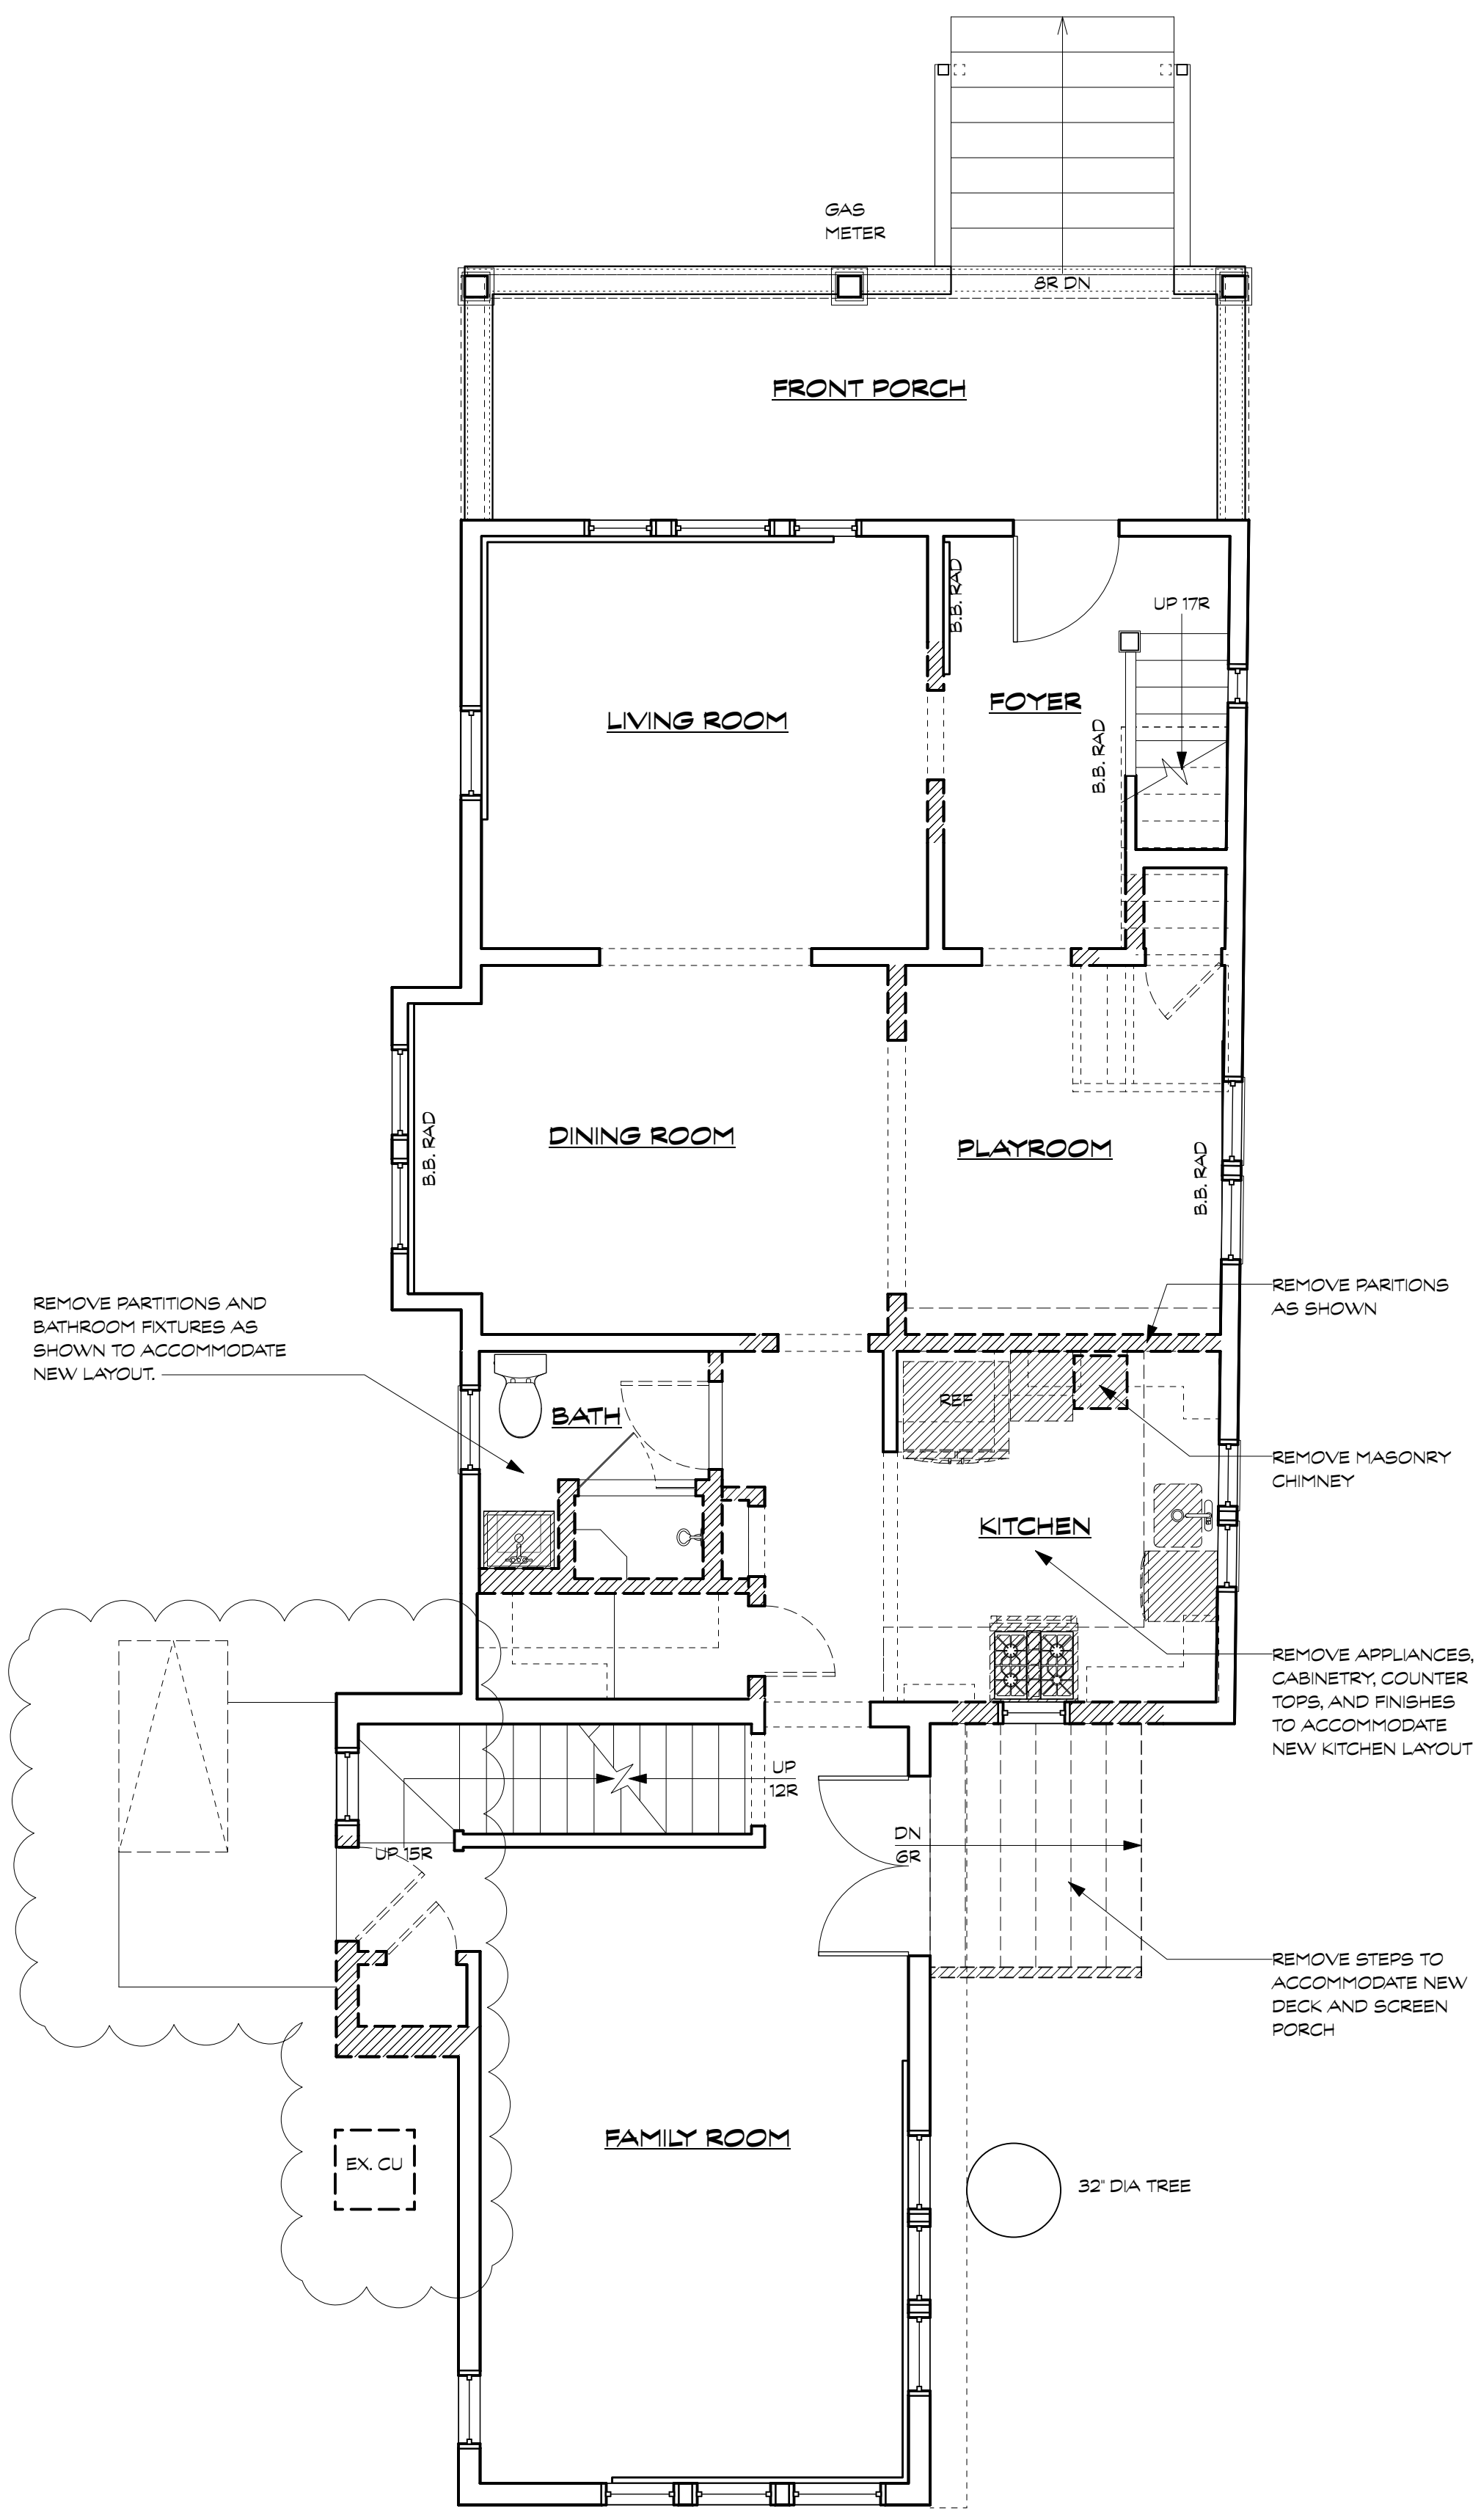 GAS
METER
8R DN
FRONT PORCH
B.B. RAD
UP 17R
FOYER
LIVING ROOM
B.B. RAD
DINING ROOM
B.B. RAD
PLAYROOM
B.B. RAD
REMOVE PARITIONS
AS SHOWN
REMOVE PARTITIONS AND
BATHROOM FIXTURES AS
SHOWN TO ACCOMMODATE
NEW LAYOUT.
BATH
REF
REMOVE MASONRY
CHIMNEY
KITCHEN
REMOVE APPLIANCES,
CABINETRY, COUNTER
TOPS, AND FINISHES
TO ACCOMMODATE
NEW KITCHEN LAYOUT
UP
12R
DN
6R
UP 15R
REMOVE STEPS TO
ACCOMMODATE NEW
DECK AND SCREEN
PORCH
FAMILY ROOM
EX. CU
32" DIA TREE